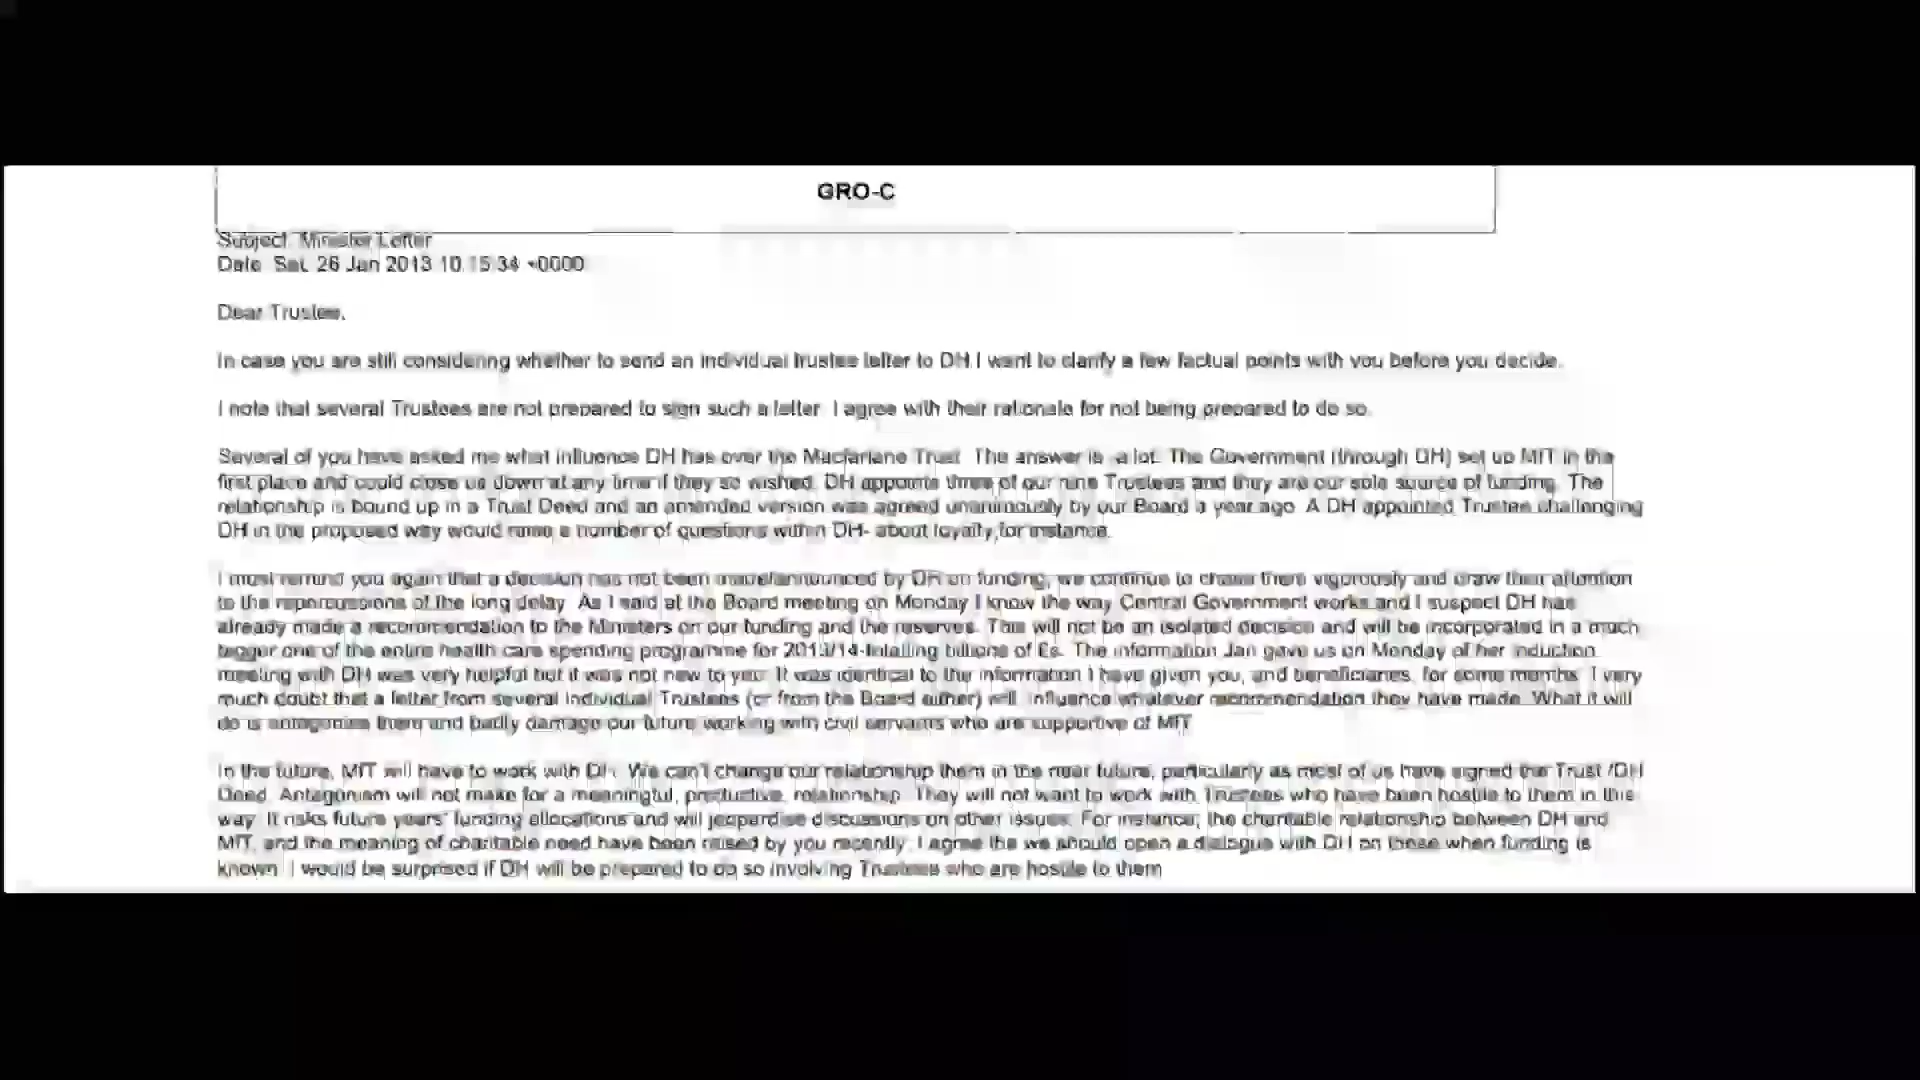 GRO-C
Subject: Minister Letter
Date: Sat, 26 Jan 2013 10:15:34 +0000
Dear Trustee,
In case you are still considering whether to send an individual trustee letter to DH I want to clarify a few factual points with you before you decide.
I note that several Trustees are not prepared to sign such a letter. I agree with their rationale for not being prepared to do so.
Several of you have asked me what influence DH has over the Macfarlane Trust. The answer is -a lot. The Government (through DH) set up MfT in the
first place and could close us down at any time if they so wished. DH appoints three of our nine Trustees and they are our sole source of funding. The
relationship is bound up in a Trust Deed and an amended version was agreed unanimously by our Board a year ago. A DH appointed Trustee challenging
DH in the proposed way would raise a number of questions within DH- about loyalty,for instance.
I must remind you again that a decision has not been made/announced by DH on funding, we continue to chase them vigorously and draw their attention
to the repercussions of the long delay. As I said at the Board meeting on Monday I know the way Central Government works and I suspect DH has
already made a recommendation to the Ministers on our funding and the reserves. This will not be an isolated decision and will be incorporated in a much
bigger one of the entire health care spending programme for 2013/14-totalling billions of £s. The information Jan gave us on Monday of her induction
meeting with DH was very helpful but it was not new to you. It was identical to the information I have given you, and beneficiaries, for some months. I very
much doubt that a letter from several individual Trustees (or from the Board either) will influence whatever recommendation they have made. What it will
do is antagonise them and badly damage our future working with civil servants who are supportive of MfT
In the future, MfT will have to work with DH. We can't change our relationship them in the near future, particularly as most of us have signed the Trust /DH
Deed. Antagonism will not make for a meaningful, productive, relationship. They will not want to work with Trustees who have been hostile to them in this
way. It risks future years' funding allocations and will jeopardise discussions on other issues. For instance; the charitable relationship between DH and
MfT, and the meaning of charitable need have been raised by you recently. I agree the we should open a dialogue with DH on these when funding is
known. I would be surprised if DH will be prepared to do so involving Trustees who are hostile to them